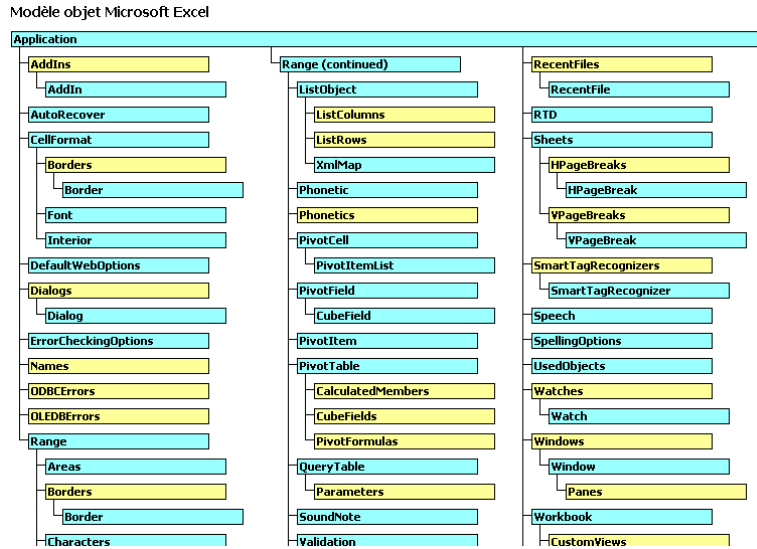 Modèle objet Microsoft Excel
Application
AddIns
AddIn
AutoRecover
CellFormat
Borders
Border
Font
Interior
DefaultWebOptions
Dialogs
Dialog
ErrorCheckingOptions
Names
ODBCErrors
OLEDBErrors
Range
Areas
Borders
Border
Characters
Range (continued)
ListObject
ListColumns
ListRows
XmlMap
Phonetic
Phonetics
PivotCell
PivotItemList
PivotField
CubeField
PivotItem
PivotTable
CalculatedMembers
CubeFields
PivotFormulas
QueryTable
Parameters
SoundNote
Validation
RecentFiles
RecentFile
RTD
Sheets
HPageBreaks
HPageBreak
VPageBreaks
VPageBreak
SmartTagRecognizers
SmartTagRecognizer
Speech
SpellingOptions
UsedObjects
Watches
Watch
Windows
Window
Panes
Workbook
CustomViews